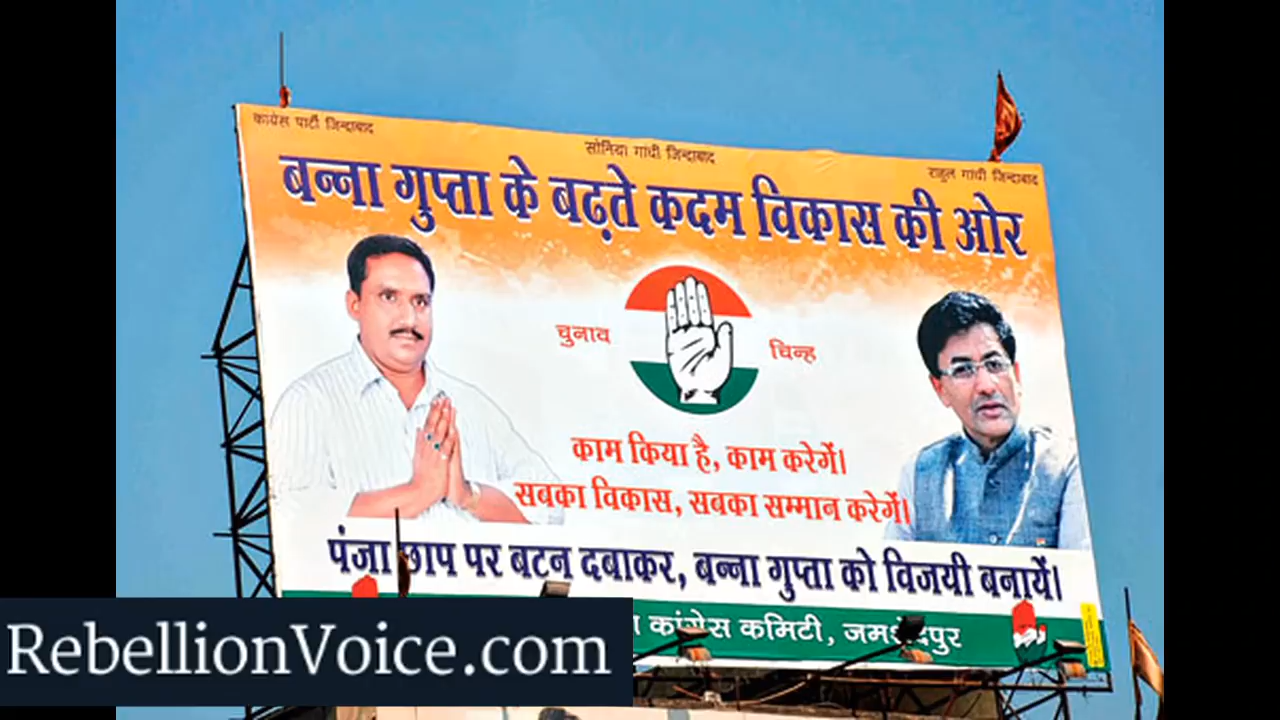 कांग्रेस पार्टी जिन्दाबाद
सोनिया गांधी जिन्दाबाद
राहुल गांधी जिन्दाबाद
बन्ना गुप्ता के बढ़ते कदम विकास की ओर
चुनाव चिन्ह
काम किया है, काम करेगें।
सबका विकास, सबका सम्मान करेगें।
पंजा छाप पर बटन दबाकर, बन्ना गुप्ता को विजयी बनायें।
कांग्रेस कमिटी, जमशेदपुर
RebellionVoice.com